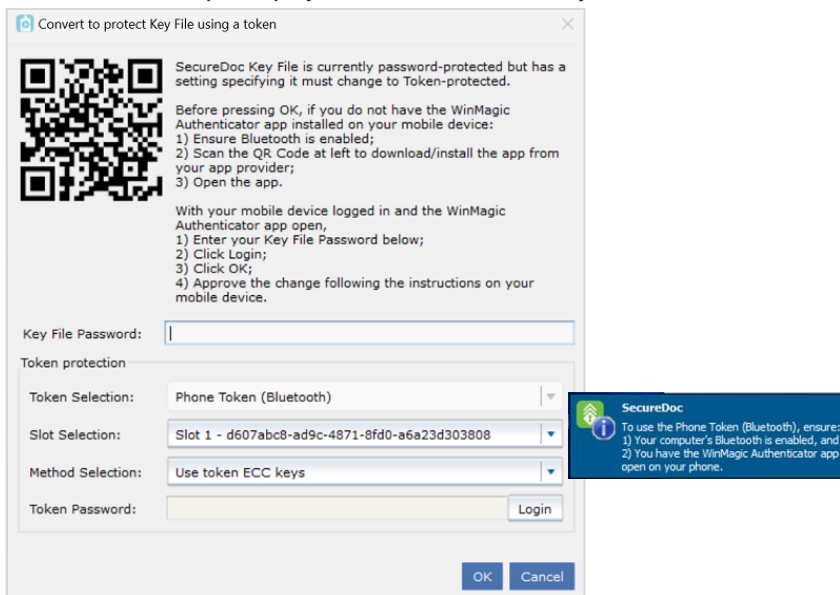 Convert to protect Key File using a token
SecureDoc Key File is currently password-protected but has a
setting specifying it must change to Token-protected.
Before pressing OK, if you do not have the WinMagic
Authenticator app installed on your mobile device:
1) Ensure Bluetooth is enabled;
2) Scan the QR Code at left to download/install the app from
your app provider;
3) Open the app.
With your mobile device logged in and the WinMagic
Authenticator app open,
1) Enter your Key File Password below;
2) Click Login;
3) Click OK;
4) Approve the change following the instructions on your
mobile device.
Key File Password:
Token protection
Token Selection: Phone Token (Bluetooth)
Slot Selection: Slot 1 - d607abc8-ad9c-4871-8fd0-a6a23d303808
Method Selection: Use token ECC keys
Token Password: Login
OK Cancel
SecureDoc
To use the Phone Token (Bluetooth), ensure:
1) Your computer's Bluetooth is enabled, and
2) You have the WinMagic Authenticator app
open on your phone.